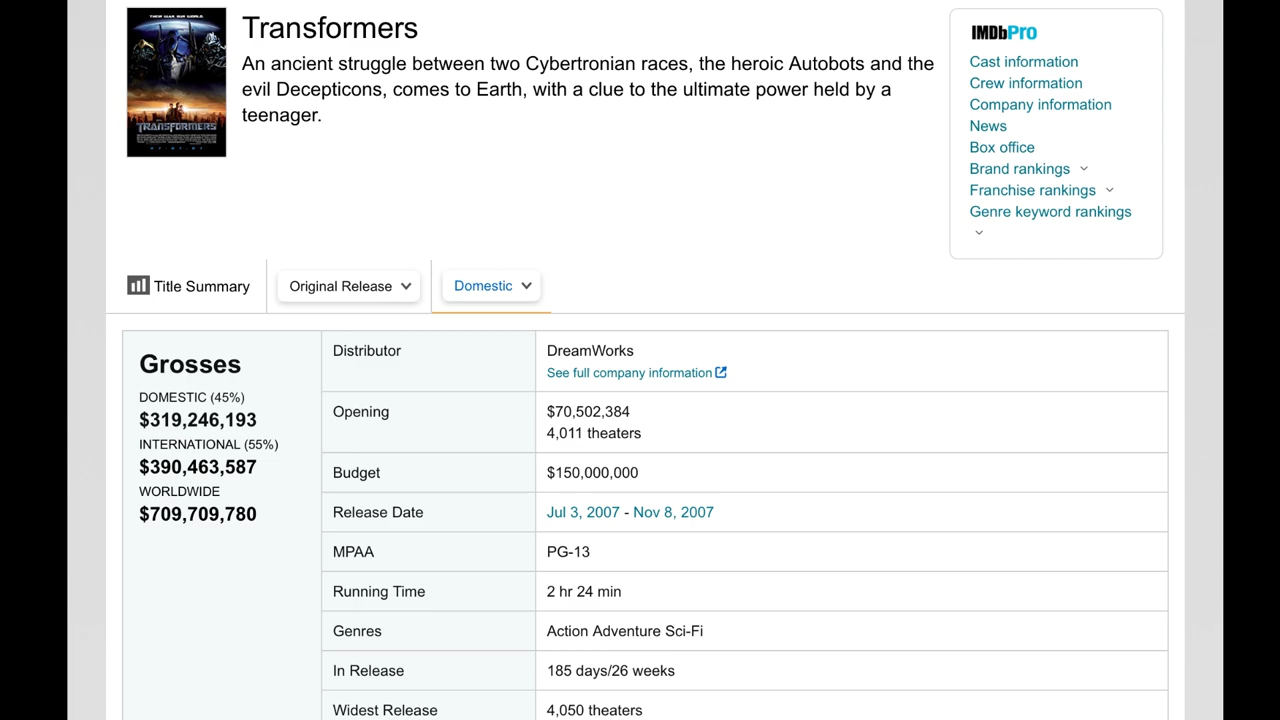 THEIR WAR. OUR WORLD.
TRANSFORMERS
Transformers
An ancient struggle between two Cybertronian races, the heroic Autobots and the
evil Decepticons, comes to Earth, with a clue to the ultimate power held by a
teenager.
IMDbPro
Cast information
Crew information
Company information
News
Box office
Brand rankings
Franchise rankings
Genre keyword rankings
Title Summary
Original Release
Domestic
Grosses
DOMESTIC (45%)
$319,246,193
INTERNATIONAL (55%)
$390,463,587
WORLDWIDE
$709,709,780
Distributor
DreamWorks
See full company information
Opening
$70,502,384
4,011 theaters
Budget
$150,000,000
Release Date
Jul 3, 2007 - Nov 8, 2007
MPAA
PG-13
Running Time
2 hr 24 min
Genres
Action Adventure Sci-Fi
In Release
185 days/26 weeks
Widest Release
4,050 theaters